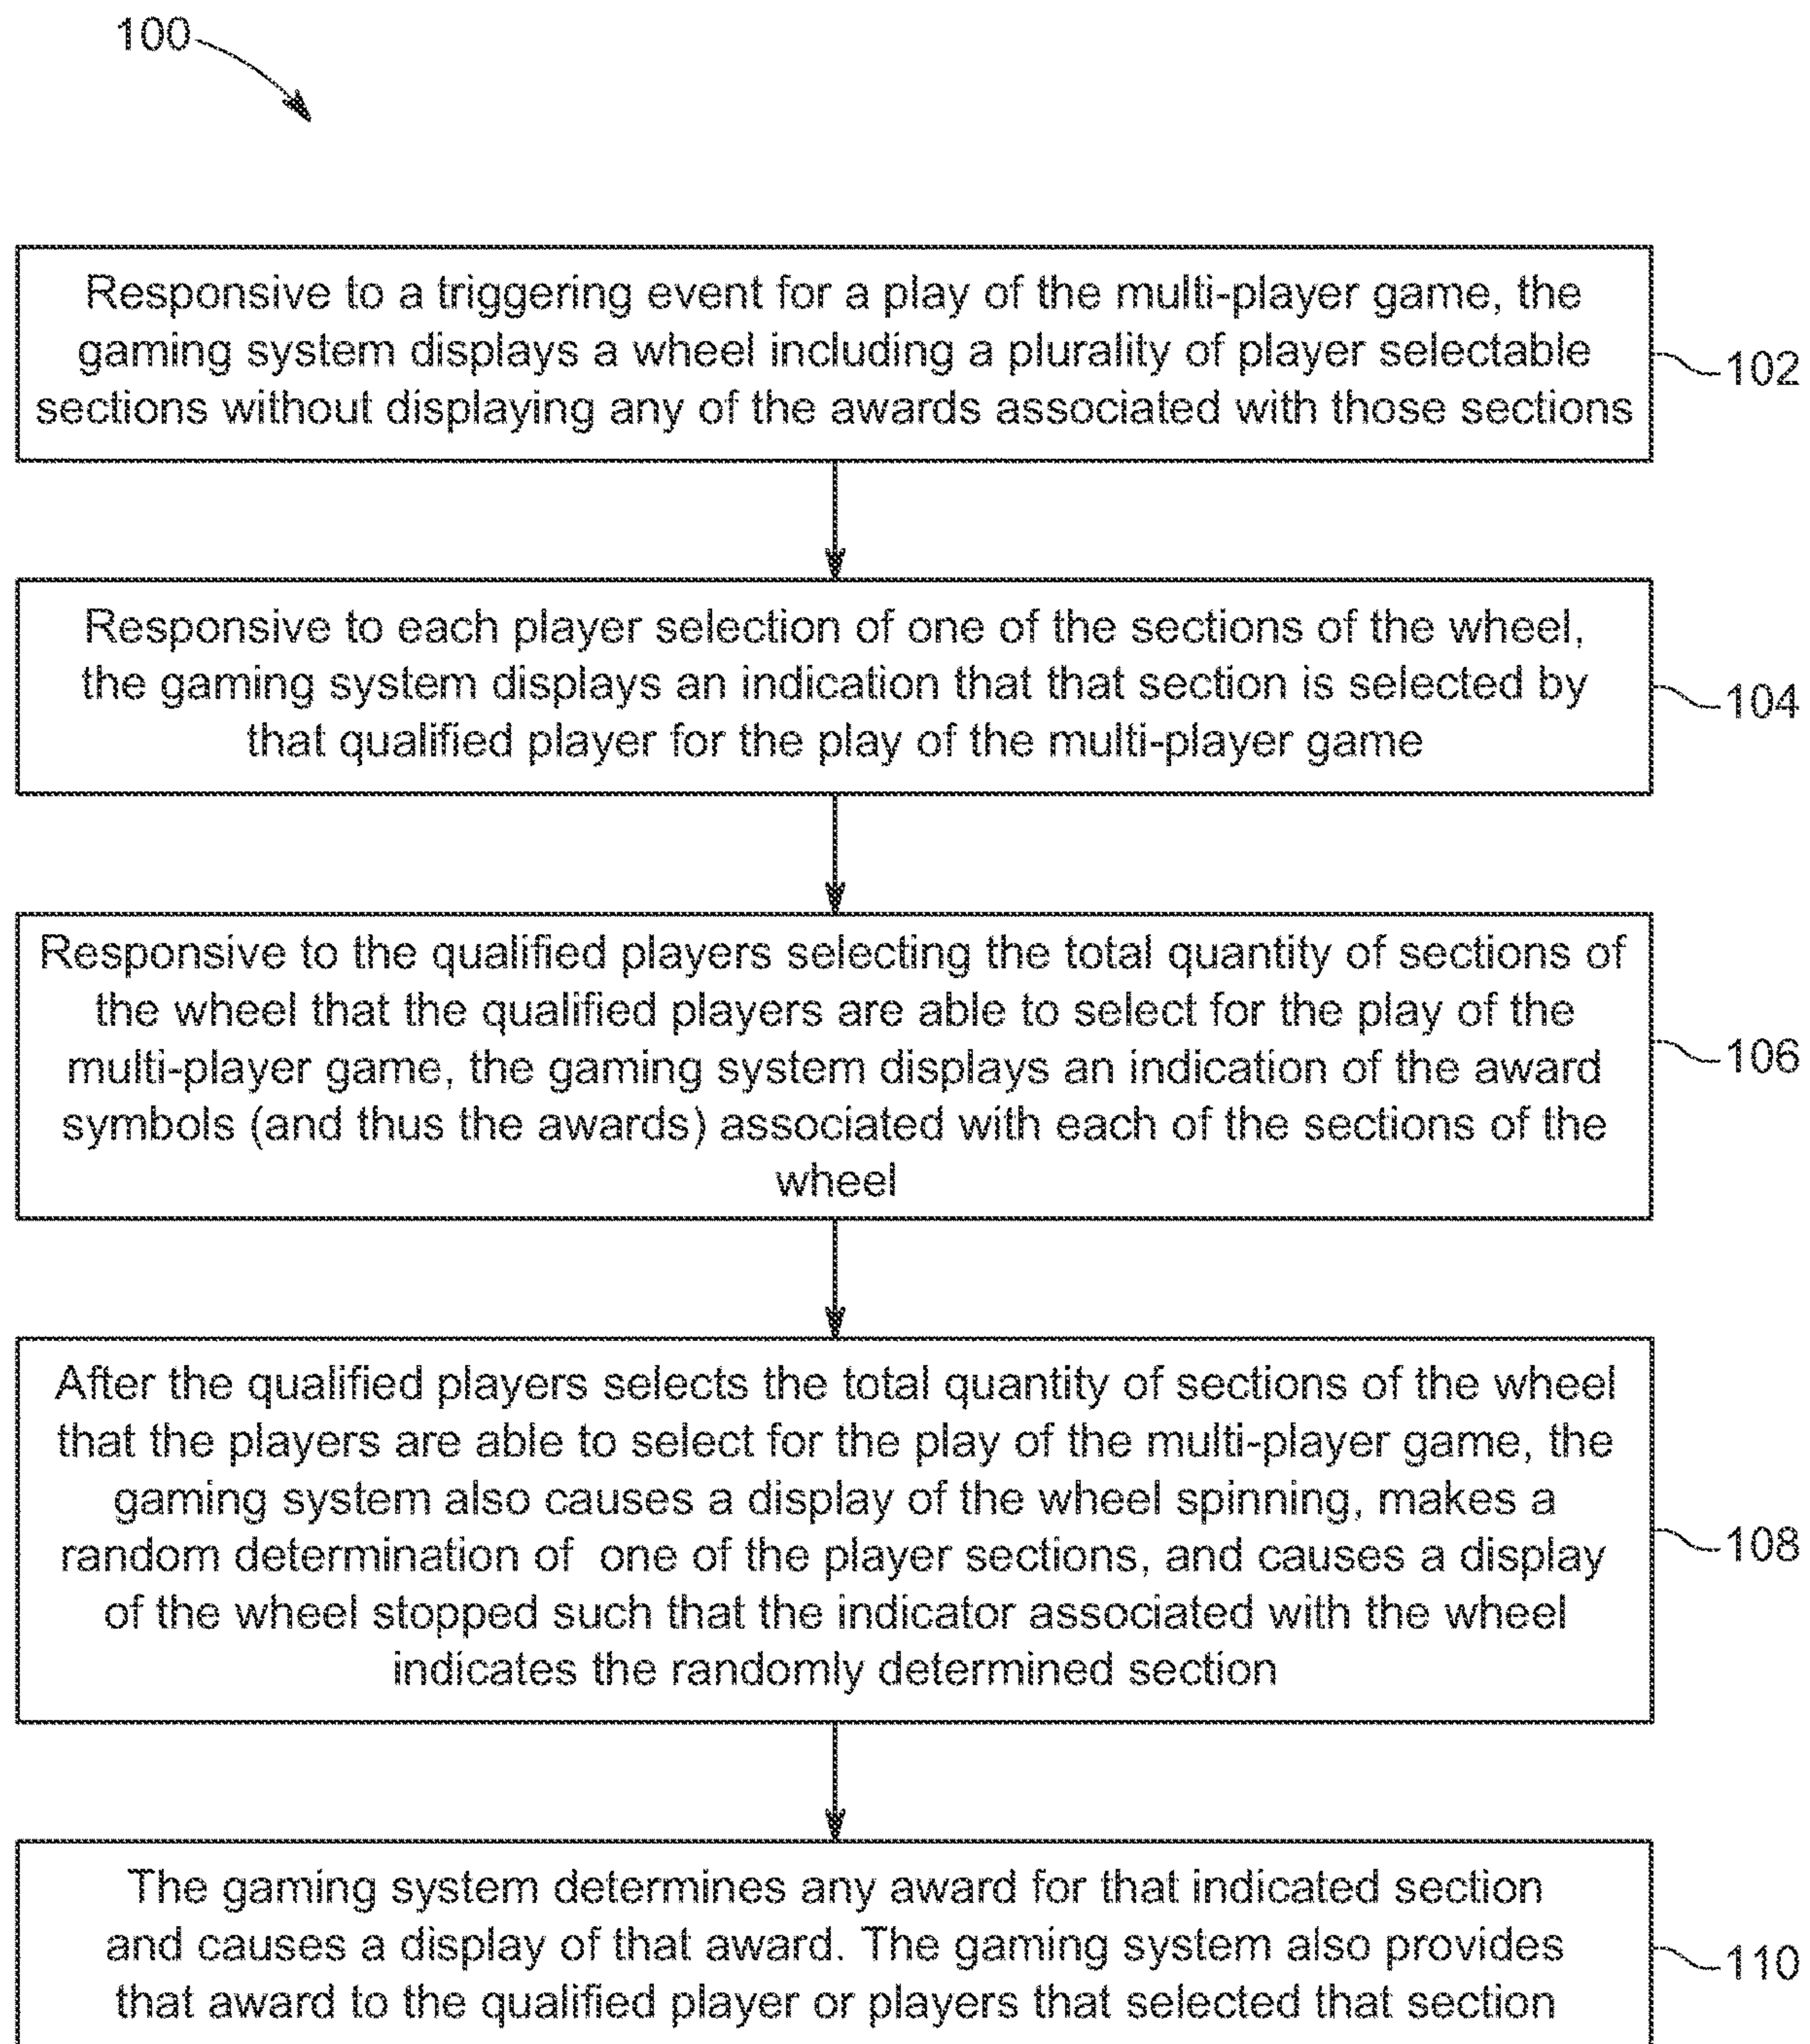 100
Responsive to a triggering event for a play of the multi-player game, the
gaming system displays a wheel including a plurality of player selectable
sections without displaying any of the awards associated with those sections
102
Responsive to each player selection of one of the sections of the wheel,
the gaming system displays an indication that that section is selected by
that qualified player for the play of the multi-player game
104
Responsive to the qualified players selecting the total quantity of sections of
the wheel that the qualified players are able to select for the play of the
multi-player game, the gaming system displays an indication of the award
symbols (and thus the awards) associated with each of the sections of the
wheel
106
After the qualified players selects the total quantity of sections of the wheel
that the players are able to select for the play of the multi-player game, the
gaming system also causes a display of the wheel spinning, makes a
random determination of one of the player sections, and causes a display
of the wheel stopped such that the indicator associated with the wheel
indicates the randomly determined section
108
The gaming system determines any award for that indicated section
and causes a display of that award. The gaming system also provides
that award to the qualified player or players that selected that section
110